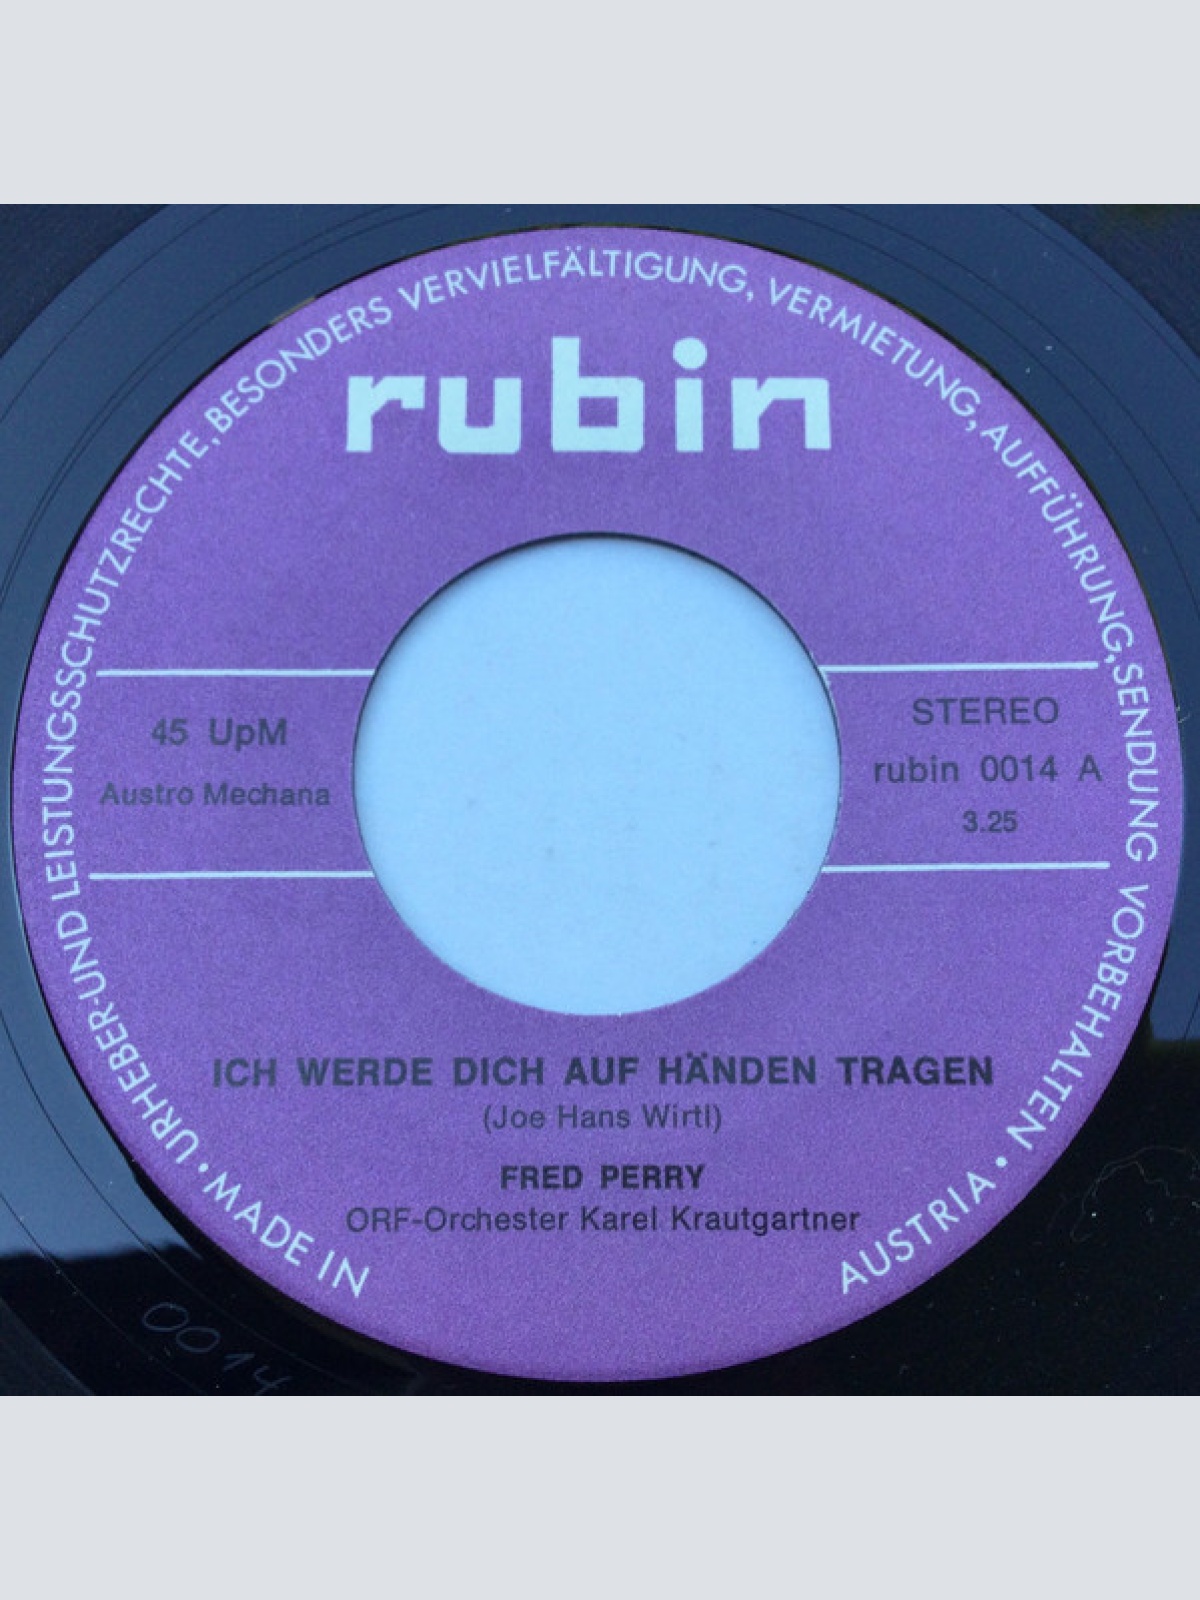 URHEBER-UND LEISTUNGSSCHUTZRECHTE, BESONDERS VERVIELFÄLTIGUNG, VERMIETUNG, AUFFÜHRUNG, SENDUNG VORBEHALTEN •
rubin
45 UpM
Austro Mechana
STEREO
rubin 0014 A
3.25
ICH WERDE DICH AUF HÄNDEN TRAGEN
(Joe Hans Wirtl)
FRED PERRY
ORF-Orchester Karel Krautgartner
• MADE IN AUSTRIA
0014